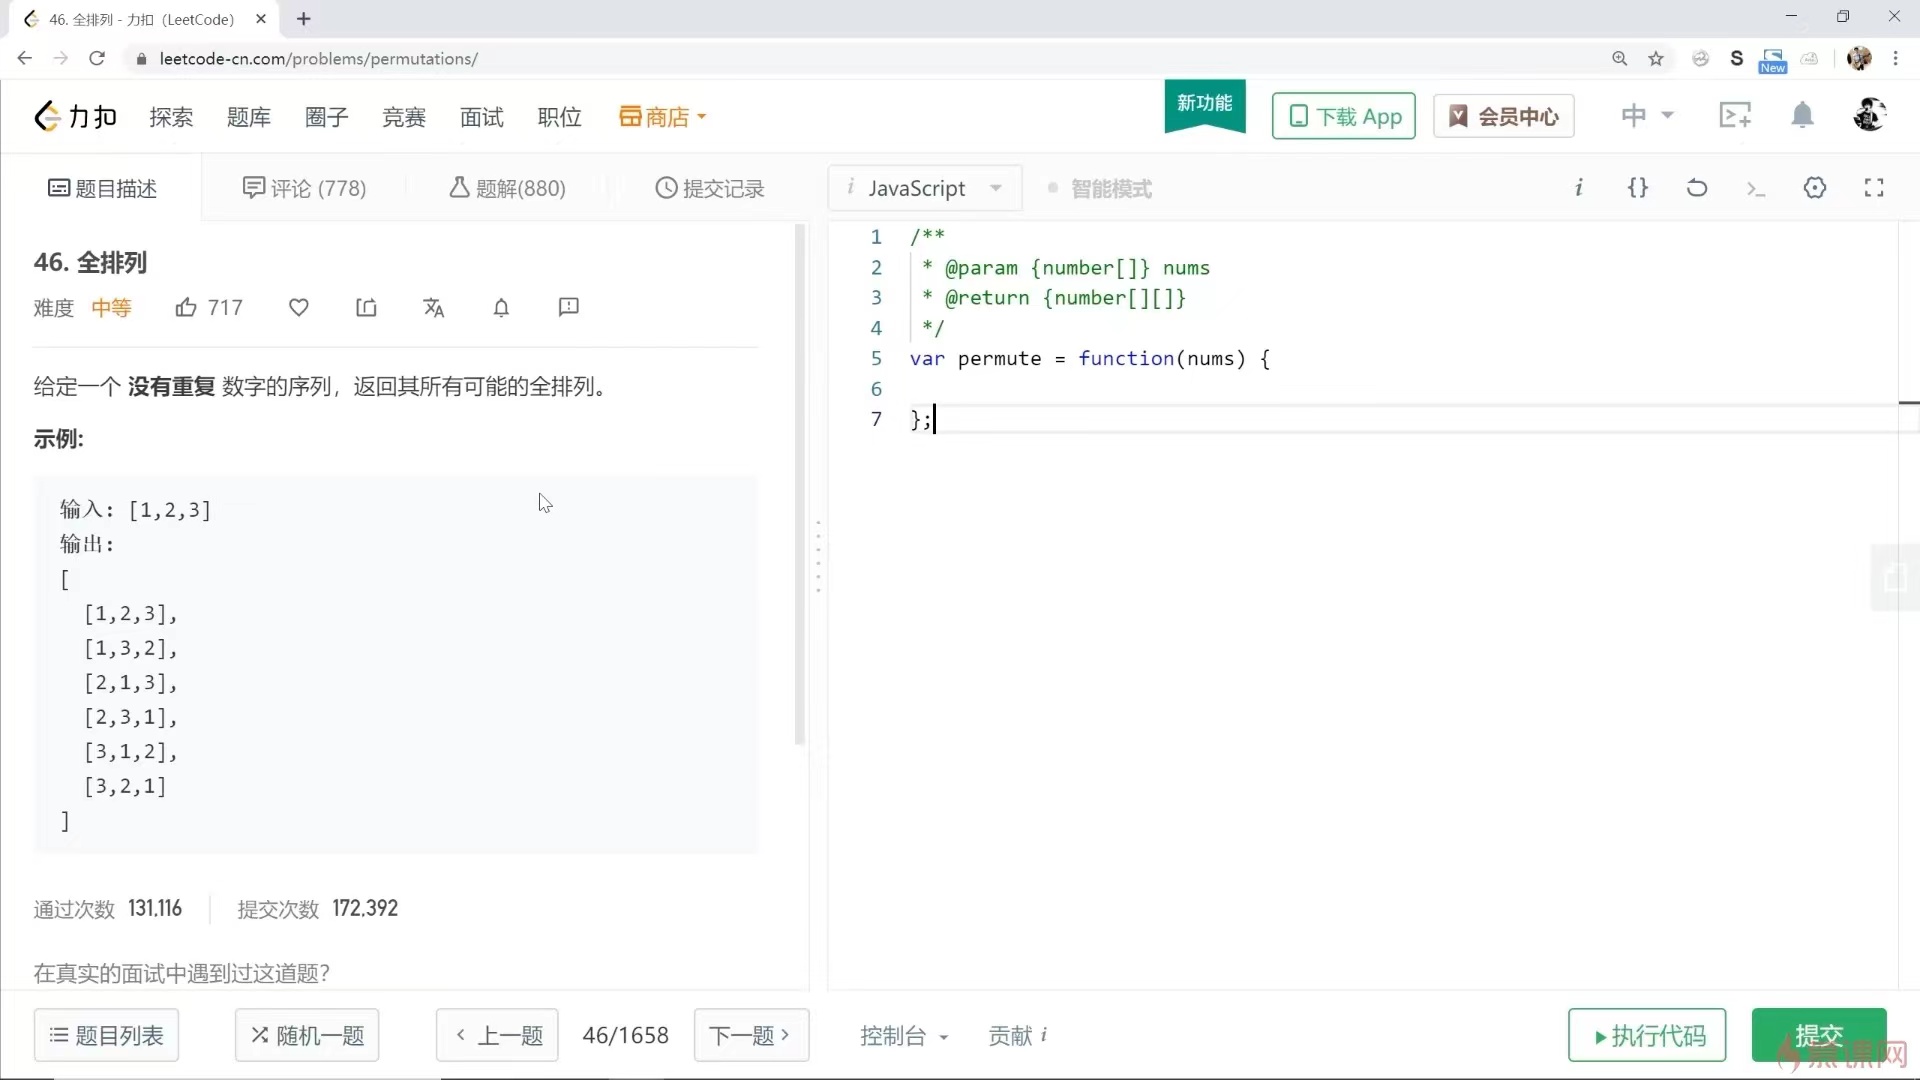 46. 全排列 - 力扣（LeetCode）
leetcode-cn.com/problems/permutations/
New
力扣 探索 题库 圈子 竞赛 面试 职位 商店 新功能 下载 App 会员中心 中
题目描述 评论 (778) 题解(880) 提交记录
i JavaScript 智能模式
46. 全排列
难度 中等 717
给定一个 没有重复 数字的序列，返回其所有可能的全排列。
示例:
输入: [1,2,3]
输出:
[
[1,2,3],
[1,3,2],
[2,1,3],
[2,3,1],
[3,1,2],
[3,2,1]
]
通过次数 131,116 提交次数 172,392
在真实的面试中遇到过这道题?
1 /**
2 * @param {number[]} nums
3 * @return {number[][]}
4 */
5 var permute = function(nums) {
6
7 };
题目列表 随机一题 上一题 46/1658 下一题 控制台 贡献 i 执行代码 提交
慕课网